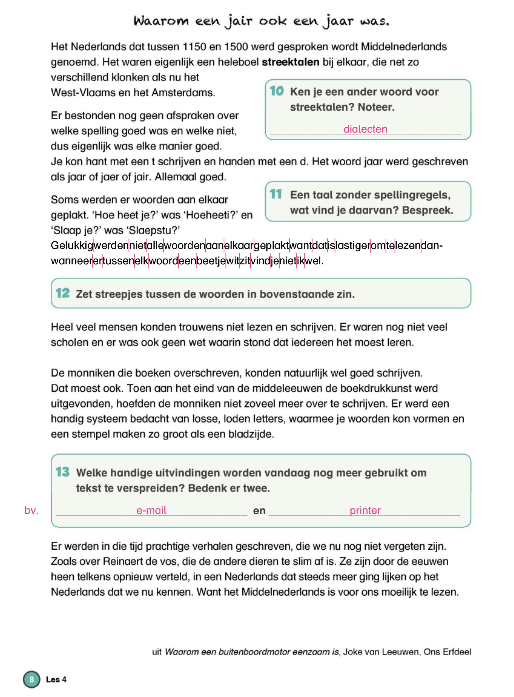 Waarom een jair ook een jaar was.
Het Nederlands dat tussen 1150 en 1500 werd gesproken wordt Middelnederlands
genoemd. Het waren eigenlijk een heleboel streektalen bij elkaar, die net zo
verschillend klonken als nu het
West-Vlaams en het Amsterdams.
10 Ken je een ander woord voor
streektalen? Noteer.
dialecten
Er bestonden nog geen afspraken over
welke spelling goed was en welke niet,
dus eigenlijk was elke manier goed.
Je kon hant met een t schrijven en handen met een d. Het woord jaar werd geschreven
als jaar of jaer of jair. Allemaal goed.
11 Een taal zonder spellingregels,
wat vind je daarvan? Bespreek.
Soms werden er woorden aan elkaar
geplakt. ‘Hoe heet je?’ was ‘Hoeheeti?’ en
‘Slaap je?’ was ‘Slaepstu?’
Gelukkigwerdennietallewoordenaanelkaargeplaktwantdatislastigeromtelezendan-
wanneerertussenelkwoordeenbeetjewitzitvindjenietikwel.
12 Zet streepjes tussen de woorden in bovenstaande zin.
Heel veel mensen konden trouwens niet lezen en schrijven. Er waren nog niet veel
scholen en er was ook geen wet waarin stond dat iedereen het moest leren.
De monniken die boeken overschreven, konden natuurlijk wel goed schrijven.
Dat moest ook. Toen aan het eind van de middeleeuwen de boekdrukkunst werd
uitgevonden, hoefden de monniken niet zoveel meer over te schrijven. Er werd een
handig systeem bedacht van losse, loden letters, waarmee je woorden kon vormen en
een stempel maken zo groot als een bladzijde.
13 Welke handige uitvindingen worden vandaag nog meer gebruikt om
tekst te verspreiden? Bedenk er twee.
bv. e-mail en printer
Er werden in die tijd prachtige verhalen geschreven, die we nu nog niet vergeten zijn.
Zoals over Reinaert de vos, die de andere dieren te slim af is. Ze zijn door de eeuwen
heen telkens opnieuw verteld, in een Nederlands dat steeds meer ging lijken op het
Nederlands dat we nu kennen. Want het Middelnederlands is voor ons moeilijk te lezen.
uit Waarom een buitenboordmotor eenzaam is, Joke van Leeuwen, Ons Erfdeel
8 Les 4